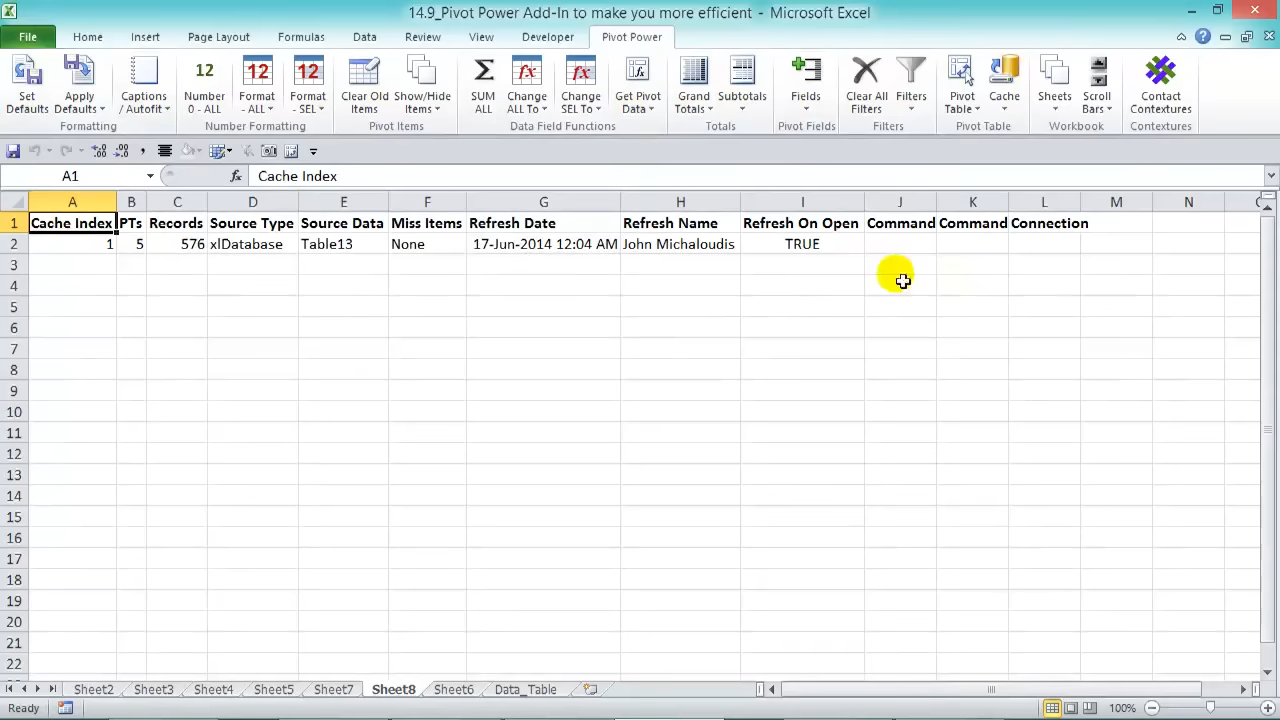 14.9_Pivot Power Add-In to make you more efficient - Microsoft Excel
File Home Insert Page Layout Formulas Data Review View Developer Pivot Power
12 12 12 Σ fx fx fx
Set Apply Captions Number Format Format Clear Old Show/Hide SUM Change Change Get Pivot Grand Subtotals Fields Clear All Filters Pivot Cache Sheets Scroll Contact
Defaults Defaults / Autofit 0 - ALL - ALL - SEL Items Items ALL ALL To SEL To Data Totals Filters Table Bars Contextures
Formatting Number Formatting Pivot Items Data Field Functions Totals Pivot Fields Filters Pivot Table Workbook Contextures
A1 fx Cache Index
A B C D E F G H I J K L M N
1 Cache Index PTs Records Source Type Source Data Miss Items Refresh Date Refresh Name Refresh On Open Command Command Connection
2 1 5 576 xlDatabase Table13 None 17-Jun-2014 12:04 AM John Michaloudis TRUE
3
4
5
6
7
8
9
10
11
12
13
14
15
16
17
18
19
20
21
22
Sheet2 Sheet3 Sheet4 Sheet5 Sheet7 Sheet8 Sheet6 Data_Table
Ready 100%